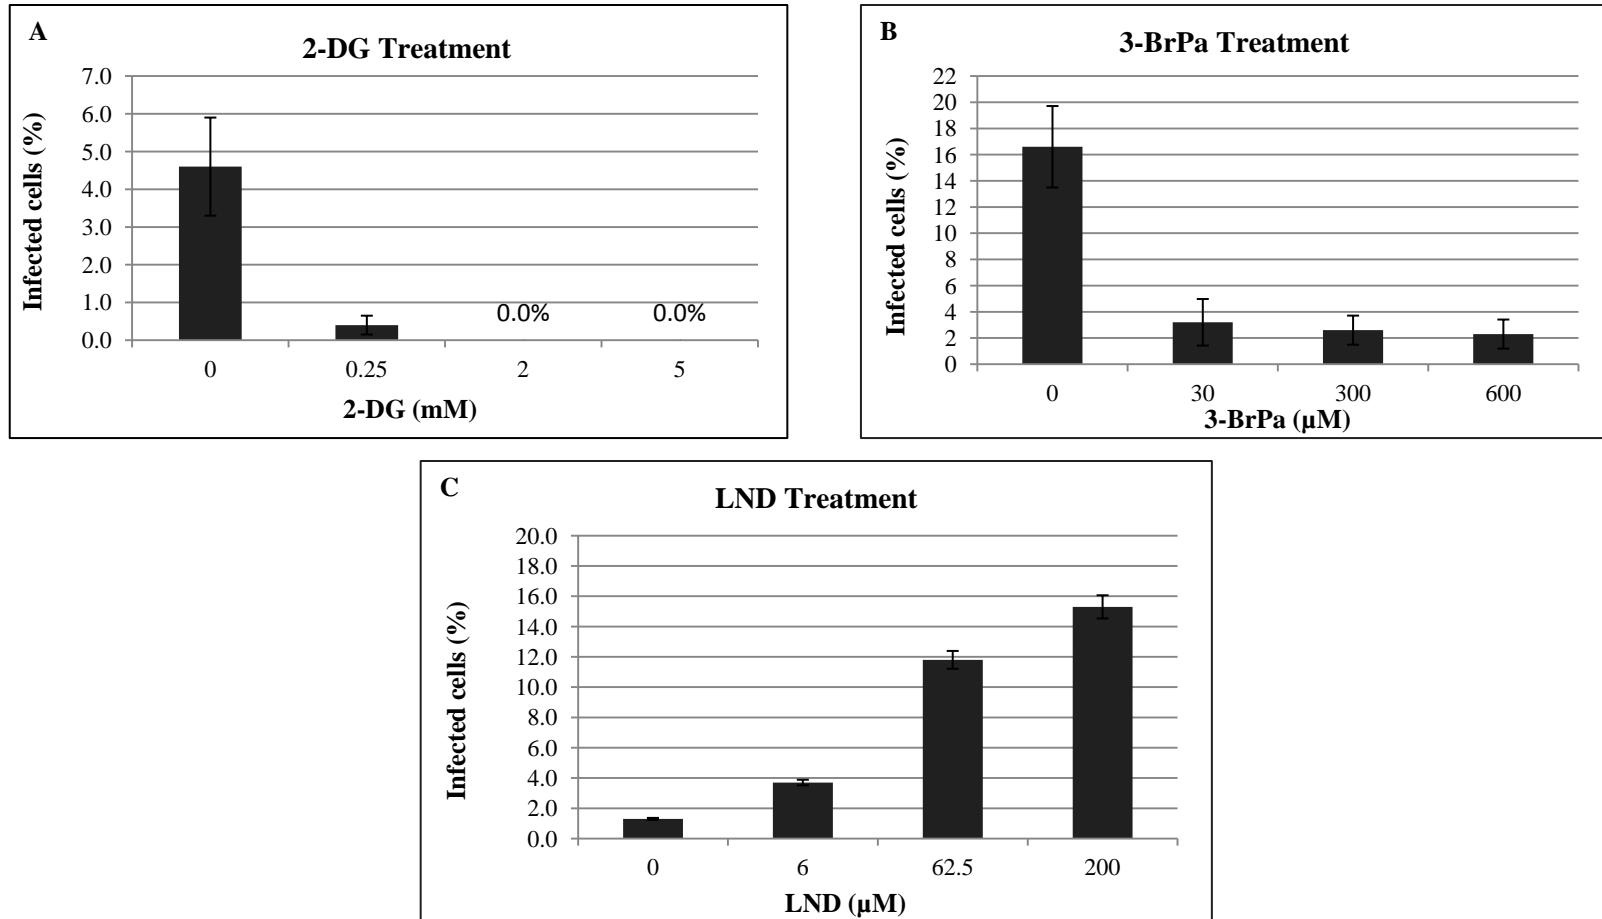 A
2-DG Treatment
Infected cells (%)
7.0
6.0
5.0
4.0
3.0
2.0
1.0
0.0
0.0%
0.0%
0 0.25 2 5
2-DG (mM)
B
3-BrPa Treatment
Infected cells (%)
22
20
18
16
14
12
10
8
6
4
2
0
0 30 300 600
3-BrPa (µM)
C
LND Treatment
Infected cells (%)
20.0
18.0
16.0
14.0
12.0
10.0
8.0
6.0
4.0
2.0
0.0
0 6 62.5 200
LND (µM)